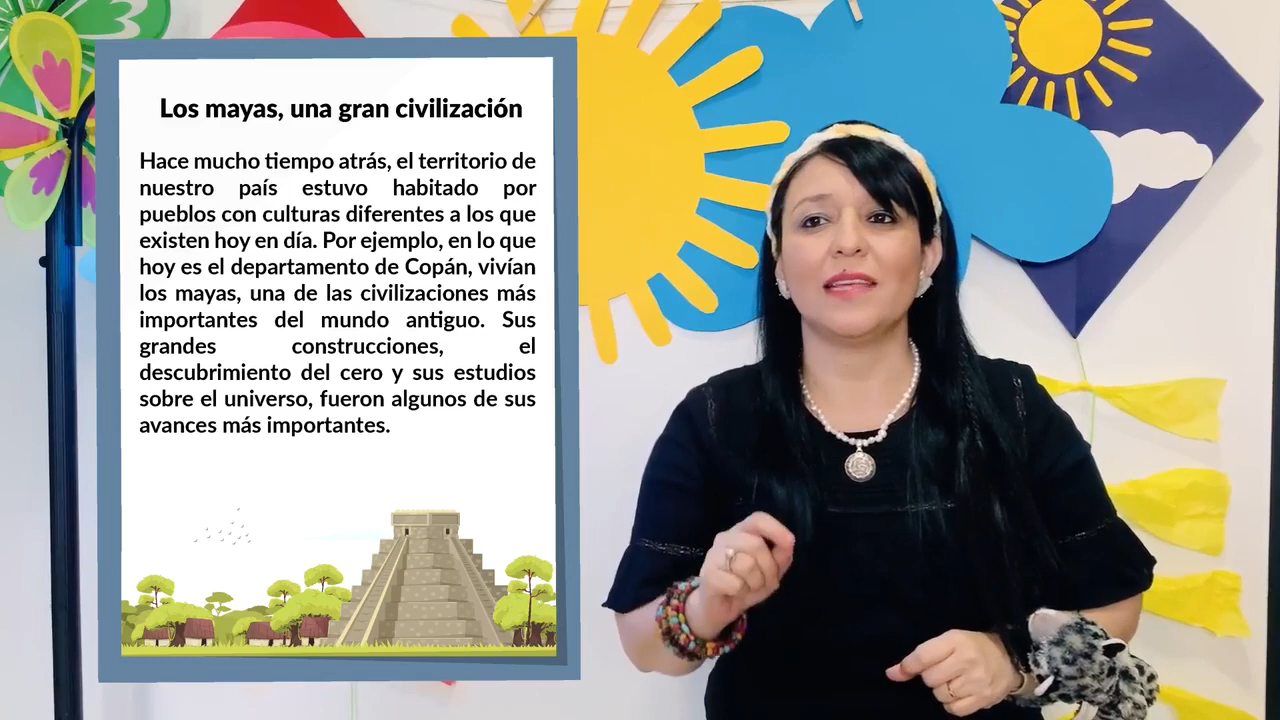 Los mayas, una gran civilización
Hace mucho tiempo atrás, el territorio de
nuestro país estuvo habitado por
pueblos con culturas diferentes a los que
existen hoy en día. Por ejemplo, en lo que
hoy es el departamento de Copán, vivían
los mayas, una de las civilizaciones más
importantes del mundo antiguo. Sus
grandes construcciones, el
descubrimiento del cero y sus estudios
sobre el universo, fueron algunos de sus
avances más importantes.